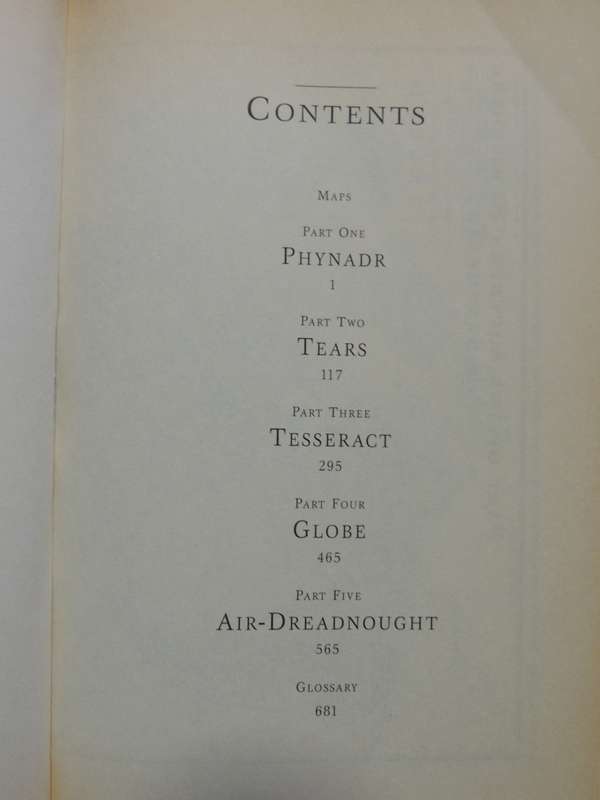 CONTENTS
MAPS
PART ONE
PHYNADR
1
PART TWO
TEARS
117
PART THREE
TESSERACT
295
PART FOUR
GLOBE
465
PART FIVE
AIR-DREADNOUGHT
565
GLOSSARY
681